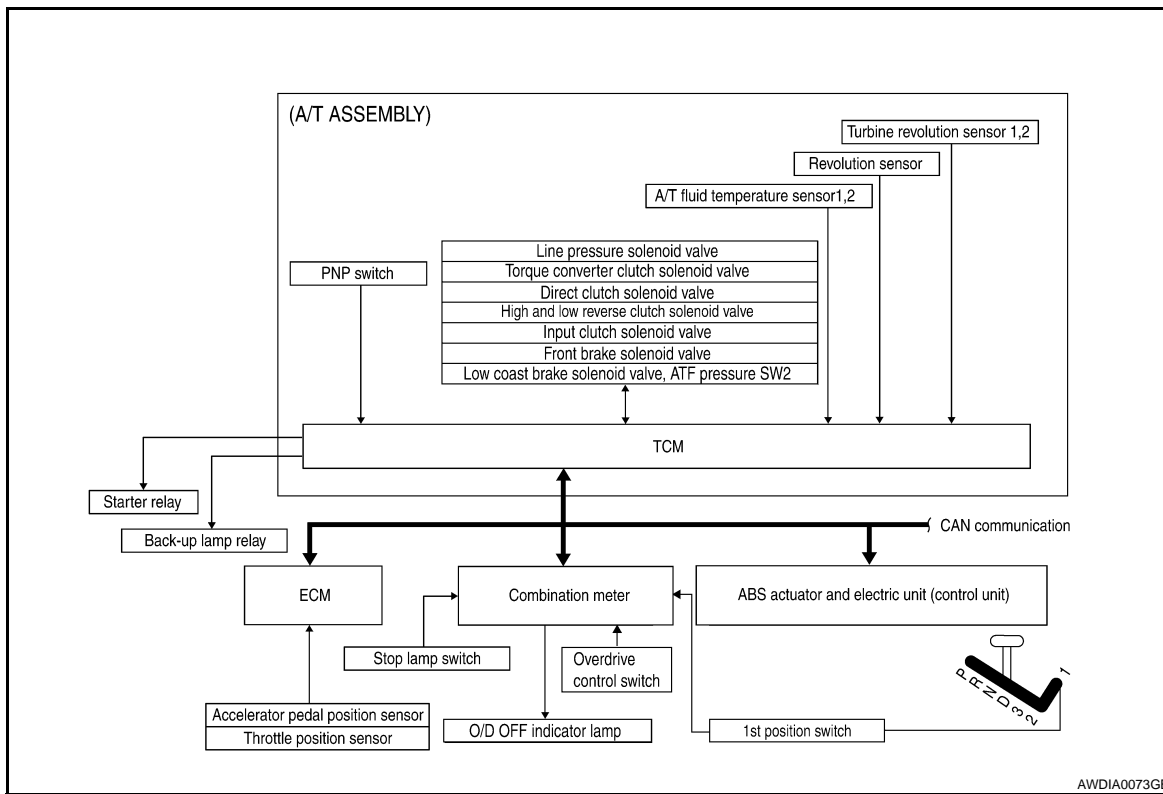 (A/T ASSEMBLY)
Turbine revolution sensor 1,2
Revolution sensor
A/T fluid temperature sensor1,2
Line pressure solenoid valve
Torque converter clutch solenoid valve
Direct clutch solenoid valve
High and low reverse clutch solenoid valve
Input clutch solenoid valve
Front brake solenoid valve
Low coast brake solenoid valve, ATF pressure SW2
PNP switch
TCM
Starter relay
Back-up lamp relay
CAN communication
ECM
Combination meter
ABS actuator and electric unit (control unit)
Stop lamp switch
Overdrive
control switch
Accelerator pedal position sensor
Throttle position sensor
O/D OFF indicator lamp
1st position switch
P R N D 3 2 1
AWDIA0073GB